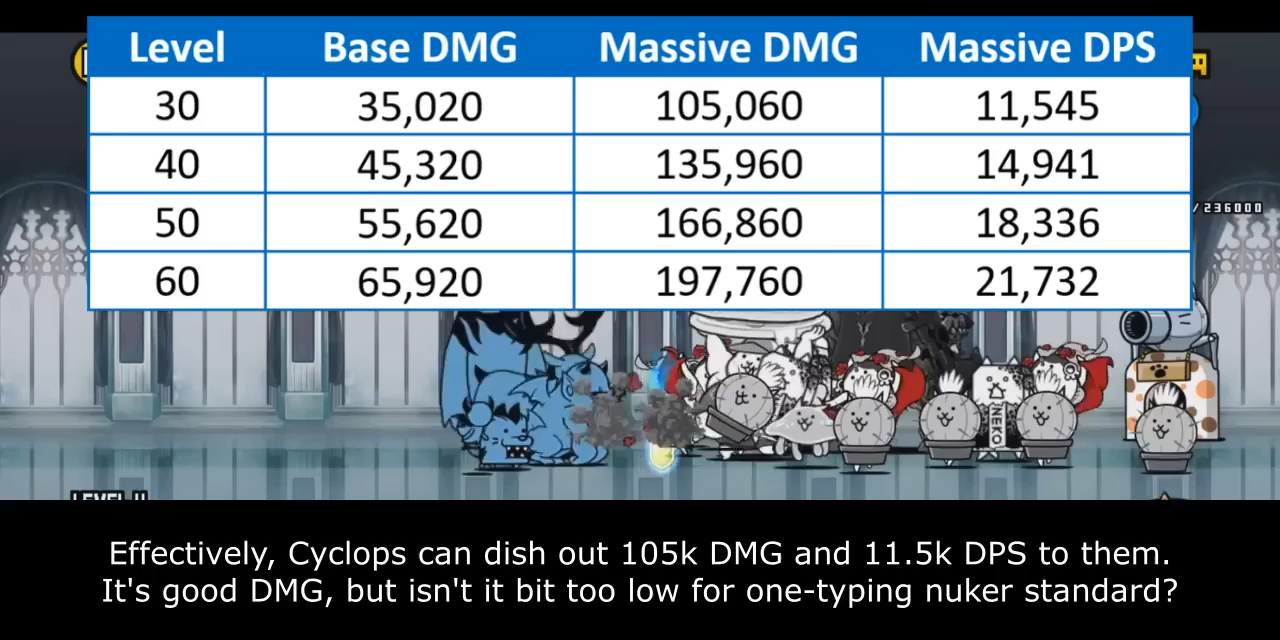 Level Base DMG Massive DMG Massive DPS
30 35,020 105,060 11,545
40 45,320 135,960 14,941
50 55,620 166,860 18,336
60 65,920 197,760 21,732
/236000
NEKO
LEVEL
Effectively, Cyclops can dish out 105k DMG and 11.5k DPS to them.
It's good DMG, but isn't it bit too low for one-typing nuker standard?